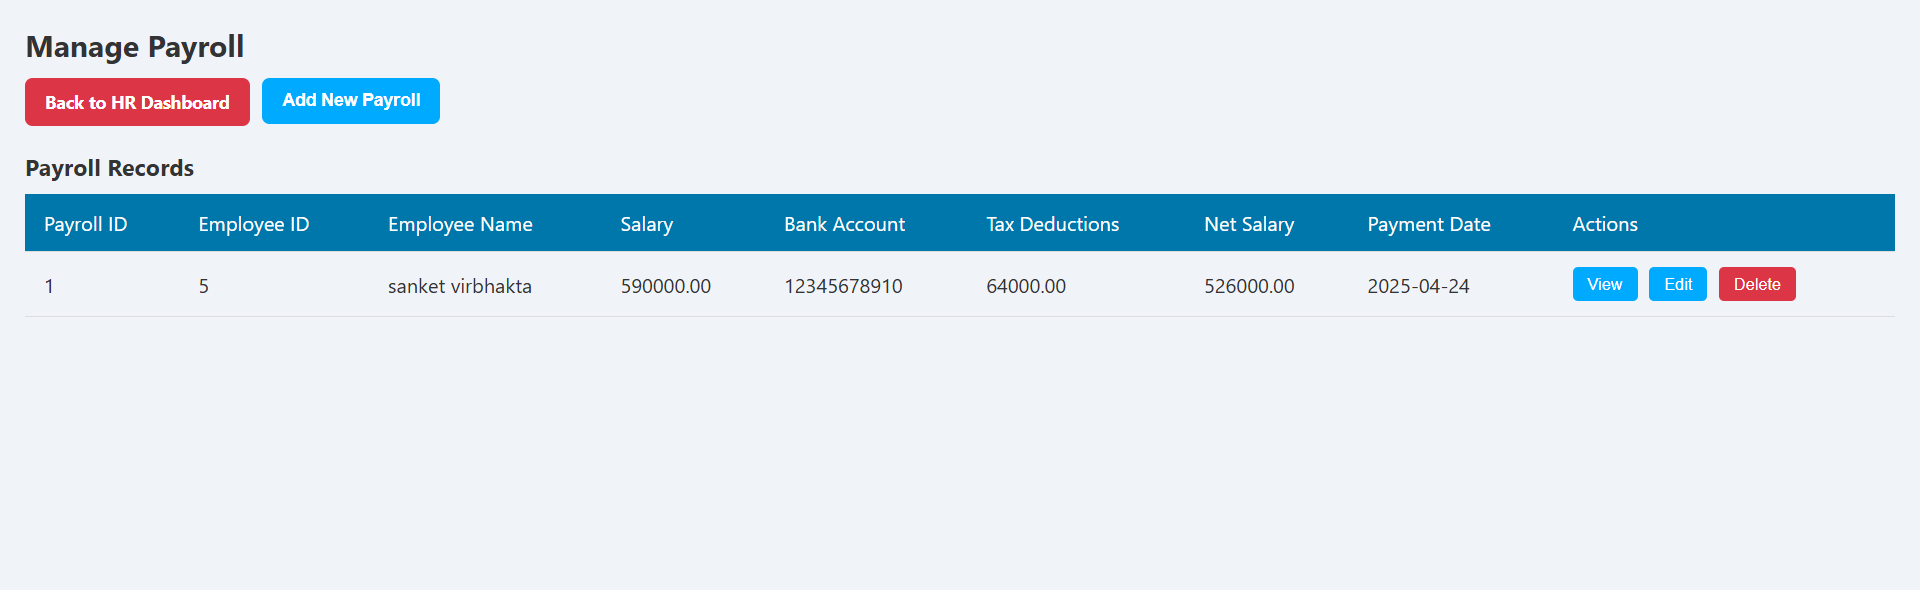 Manage Payroll
Back to HR Dashboard Add New Payroll
Payroll Records
Payroll ID Employee ID Employee Name Salary Bank Account Tax Deductions Net Salary Payment Date Actions
1 5 sanket virbhakta 590000.00 12345678910 64000.00 526000.00 2025-04-24 View Edit Delete